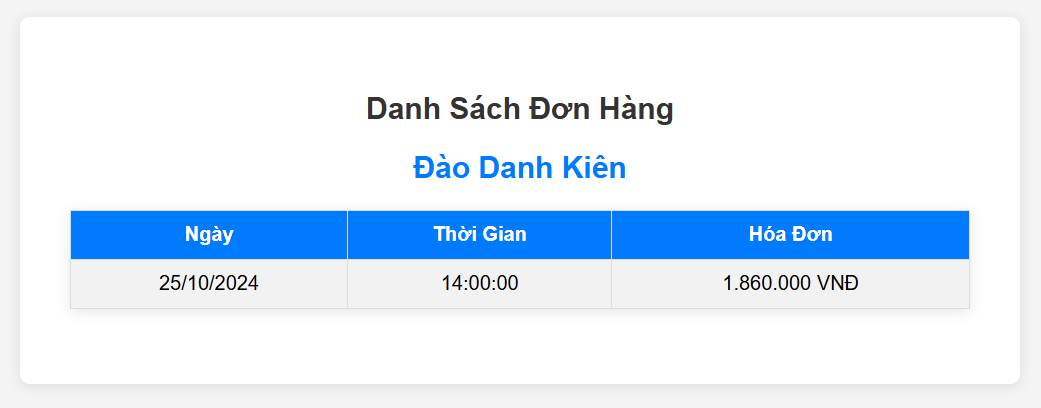 Danh Sách Đơn Hàng
Đào Danh Kiên
Ngày Thời Gian Hóa Đơn
25/10/2024 14:00:00 1.860.000 VNĐ